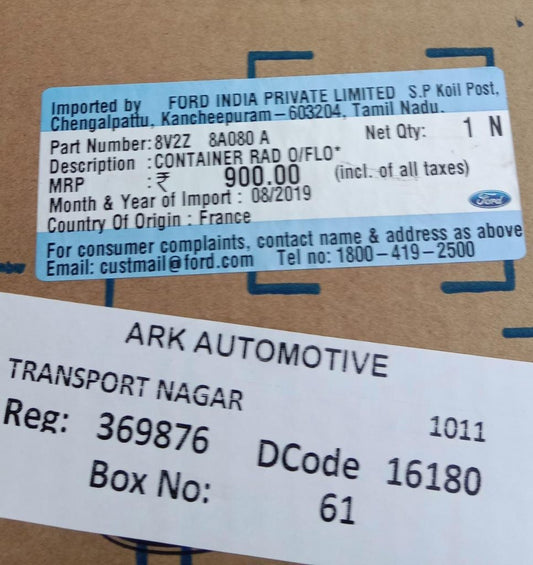 Imported by FORD INDIA PRIVATE LIMITED S.P Koil Post,
Chengalpattu, Kancheepuram-603204, Tamil Nadu.
Part Number:8V2Z 8A080 A Net Qty: 1 N
Description :CONTAINER RAD O/FLO*
MRP :₹ 900.00 (incl. of all taxes)
Month & Year of Import : 08/2019
Ford
Country Of Origin : France
For consumer complaints, contact name & address as above
Email: custmail@ford.com Tel no: 1800-419-2500
ARK AUTOMOTIVE
TRANSPORT NAGAR
1011
Reg: 369876 DCode 16180
Box No: 61